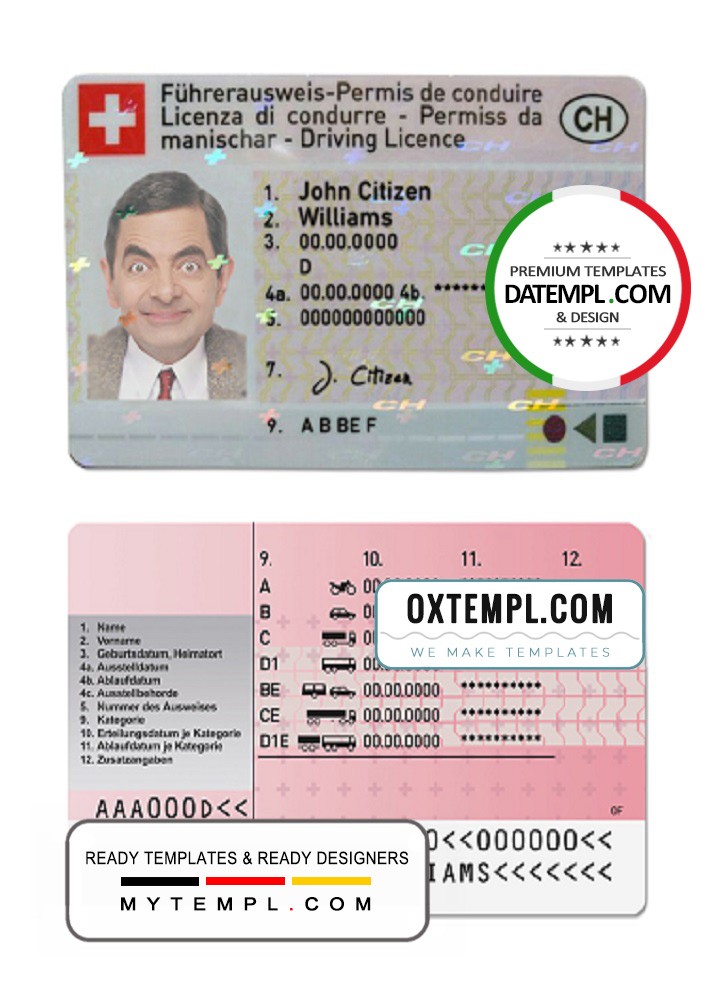 Führerausweis-Permis de conduire
Licenza di condurre - Permiss da
manischar - Driving Licence
CH
1. John Citizen
2. Williams
3. 00.00.0000
D
4a. 00.00.0000 4b. *******
5. 000000000000
7. J. Citizen
9. A B BE F
★★★★★
PREMIUM TEMPLATES
DATEMPL.COM
& DESIGN
★★★★★
9. 10. 11. 12.
A 00
B 0
C 0
D1
BE 00.00.0000 **********
CE 00.00.0000 **********
D1E 00.00.0000 **********
OXTEMPL.COM
WE MAKE TEMPLATES
1. Name
2. Vorname
3. Geburtsdatum, Heimatort
4a. Ausstelldatum
4b. Ablaufdatum
4c. Ausstellbehorde
5. Nummer des Ausweises
9. Kategorie
10. Erteilungsdatum je Kategorie
11. Ablaufdatum je Kategorie
12. Zusatzangaben
AAA000D<<
OF
0<<000000<<
IAMS<<<<<<<
READY TEMPLATES & READY DESIGNERS
MYTEMPL.COM